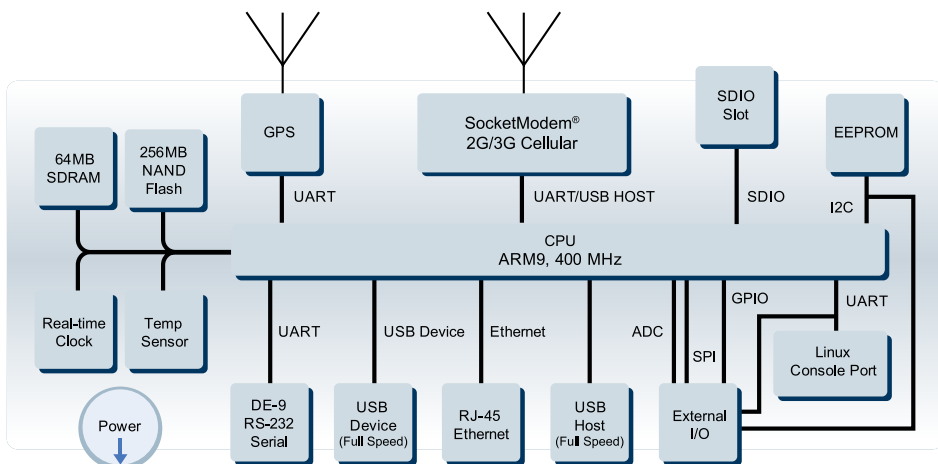 GPS
SocketModem®
2G/3G Cellular
SDIO
Slot
EEPROM
64MB
SDRAM
256MB
NAND
Flash
UART
UART/USB HOST
SDIO
I2C
CPU
ARM9, 400 MHz
Real-time
Clock
Temp
Sensor
UART
USB Device
Ethernet
ADC
SPI
GPIO
UART
Linux
Console Port
Power
DE-9
RS-232
Serial
USB
Device
(Full Speed)
RJ-45
Ethernet
USB
Host
(Full Speed)
External
I/O